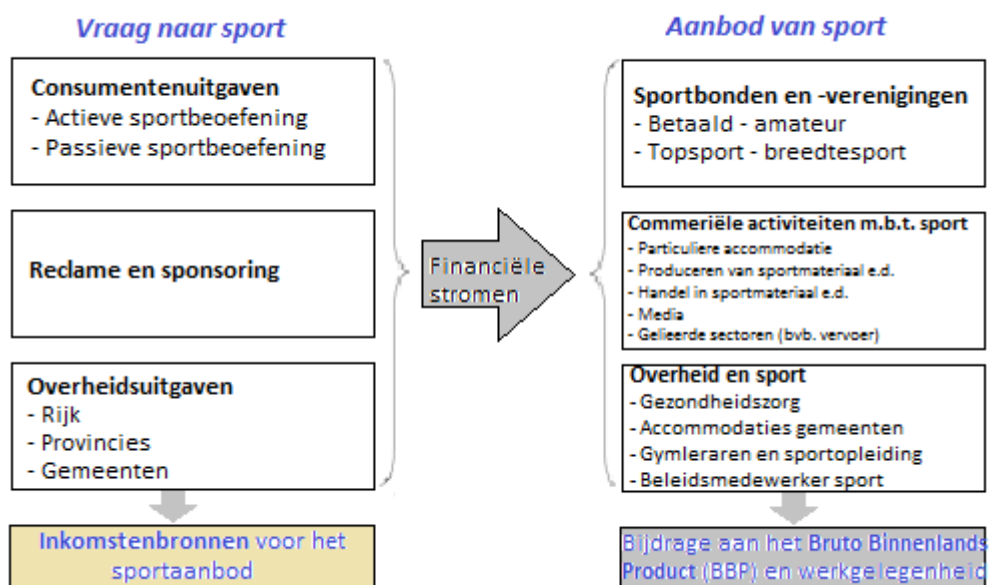 Vraag naar sport
Consumentenuitgaven
- Actieve sportbeoefening
- Passieve sportbeoefening
Reclame en sponsoring
Overheidsuitgaven
- Rijk
- Provincies
- Gemeenten
Inkomstenbronnen voor het
sportaanbod
Financiële
stromen
Aanbod van sport
Sportbonden en -verenigingen
- Betaald - amateur
- Topsport - breedtesport
Commeriële activiteiten m.b.t. sport
- Particuliere accommodatie
- Produceren van sportmateriaal e.d.
- Handel in sportmateriaal e.d.
- Media
- Gelieerde sectoren (bvb. vervoer)
Overheid en sport
- Gezondheidszorg
- Accommodaties gemeenten
- Gymleraren en sportopleiding
- Beleidsmedewerker sport
Bijdrage aan het Bruto Binnenlands
Product (BBP) en werkgelegenheid